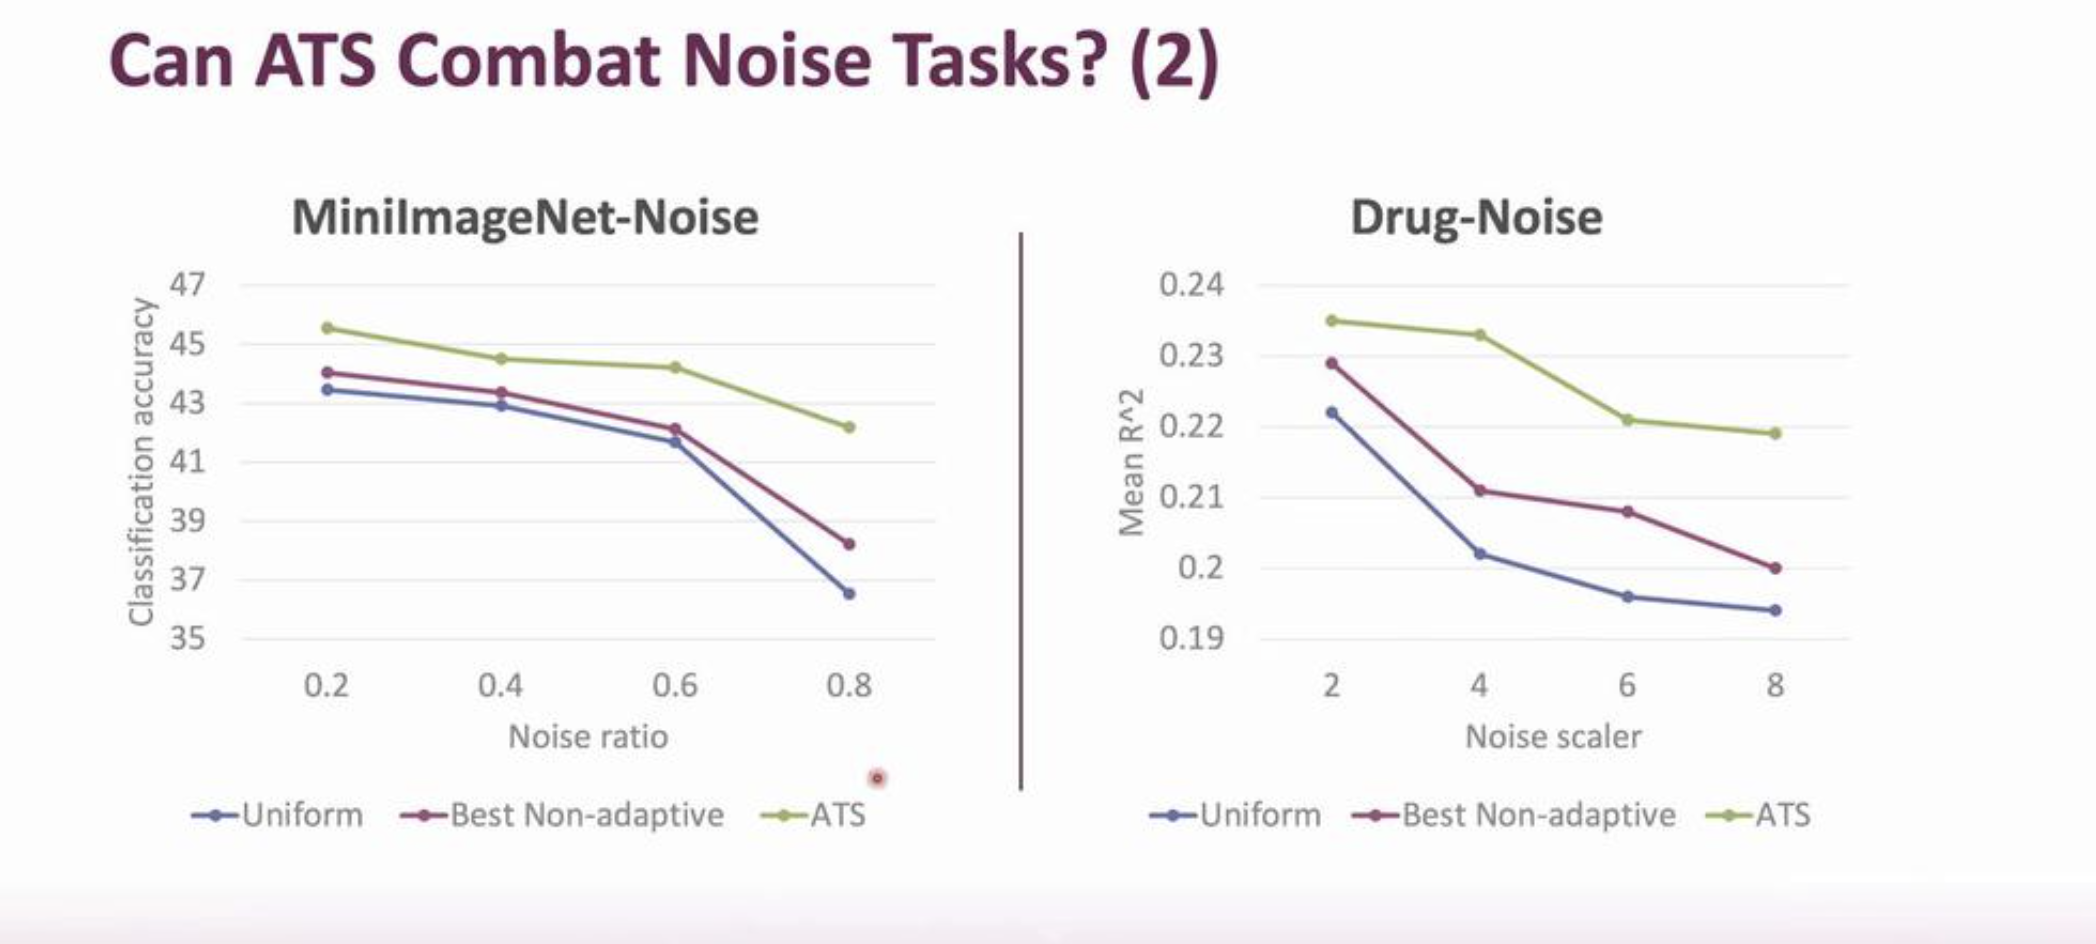 Can ATS Combat Noise Tasks? (2)
MiniImageNet-Noise
Classification accuracy
47
45
43
41
39
37
35
0.2 0.4 0.6 0.8
Noise ratio
Uniform Best Non-adaptive ATS
Drug-Noise
Mean R^2
0.24
0.23
0.22
0.21
0.2
0.19
2 4 6 8
Noise scaler
Uniform Best Non-adaptive ATS